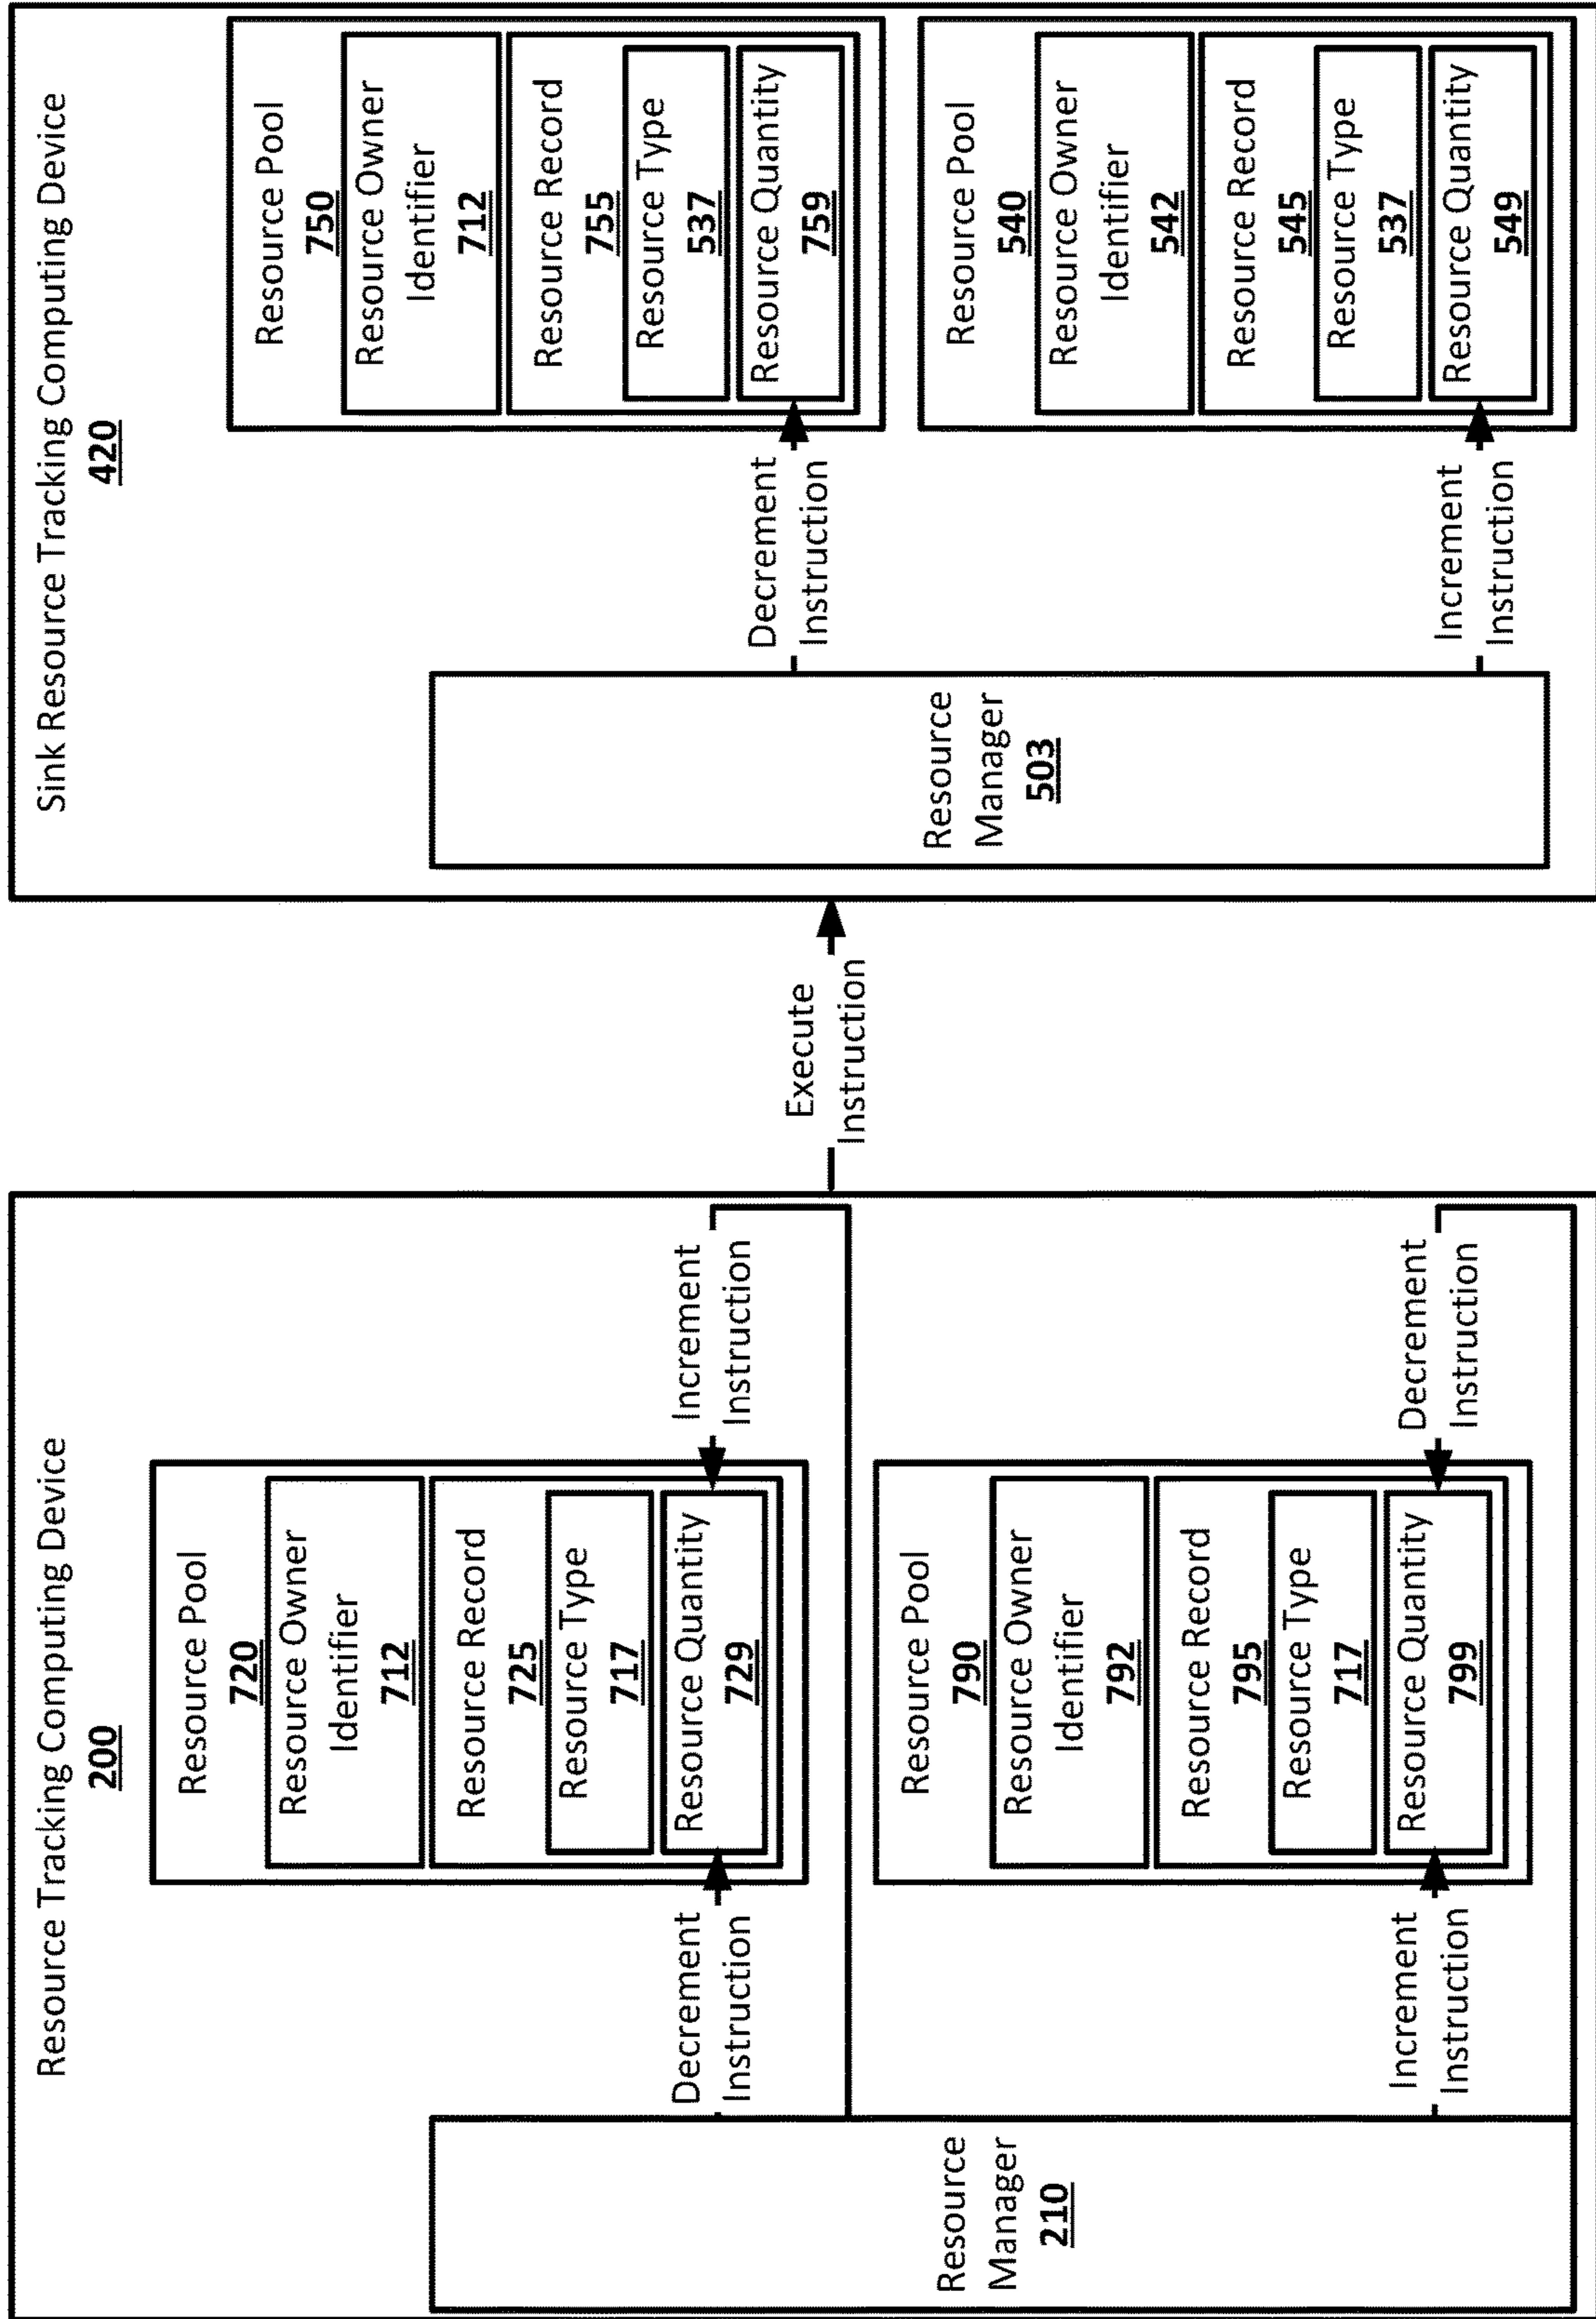 Resource Tracking Computing Device
200
Resource
Manager
210
Decrement
Instruction
Resource Pool
720
Resource Owner
Identifier
712
Resource Record
725
Resource Type
717
Resource Quantity
729
Increment
Instruction
Increment
Instruction
Resource Pool
790
Resource Owner
Identifier
792
Resource Record
795
Resource Type
717
Resource Quantity
799
Decrement
Instruction
Execute
Instruction
Sink Resource Tracking Computing Device
420
Resource
Manager
503
Decrement
Instruction
Resource Pool
750
Resource Owner
Identifier
712
Resource Record
755
Resource Type
537
Resource Quantity
759
Increment
Instruction
Resource Pool
540
Resource Owner
Identifier
542
Resource Record
545
Resource Type
537
Resource Quantity
549